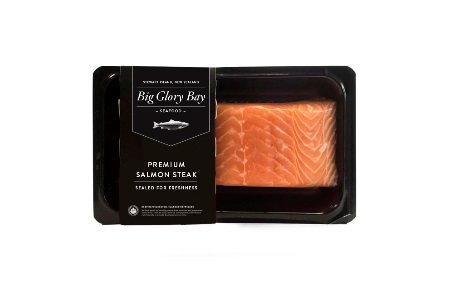 STEWART ISLAND, NEW ZEALAND
Big Glory Bay
– SEAFOOD –
PREMIUM
SALMON STEAK
SEALED FOR FRESHNESS